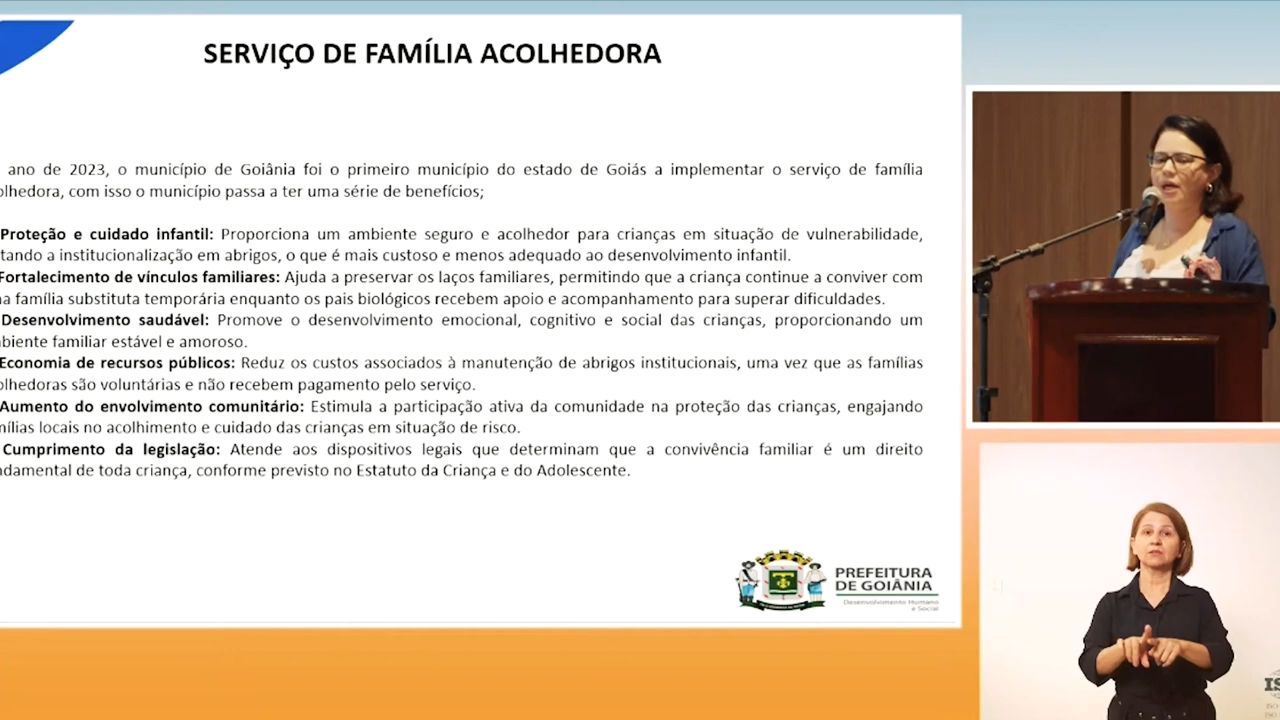 SERVIÇO DE FAMÍLIA ACOLHEDORA
ano de 2023, o município de Goiânia foi o primeiro município do estado de Goiás a implementar o serviço de família
olhedora, com isso o município passa a ter uma série de benefícios;
Proteção e cuidado infantil: Proporciona um ambiente seguro e acolhedor para crianças em situação de vulnerabilidade,
tando a institucionalização em abrigos, o que é mais custoso e menos adequado ao desenvolvimento infantil.
Fortalecimento de vínculos familiares: Ajuda a preservar os laços familiares, permitindo que a criança continue a conviver com
a família substituta temporária enquanto os pais biológicos recebem apoio e acompanhamento para superar dificuldades.
Desenvolvimento saudável: Promove o desenvolvimento emocional, cognitivo e social das crianças, proporcionando um
biente familiar estável e amoroso.
Economia de recursos públicos: Reduz os custos associados à manutenção de abrigos institucionais, uma vez que as famílias
olhedoras são voluntárias e não recebem pagamento pelo serviço.
Aumento do envolvimento comunitário: Estimula a participação ativa da comunidade na proteção das crianças, engajando
mílias locais no acolhimento e cuidado das crianças em situação de risco.
Cumprimento da legislação: Atende aos dispositivos legais que determinam que a convivência familiar é um direito
ndamental de toda criança, conforme previsto no Estatuto da Criança e do Adolescente.
PREFEITURA
DE GOIÂNIA
Desenvolvimento Humano
e Social